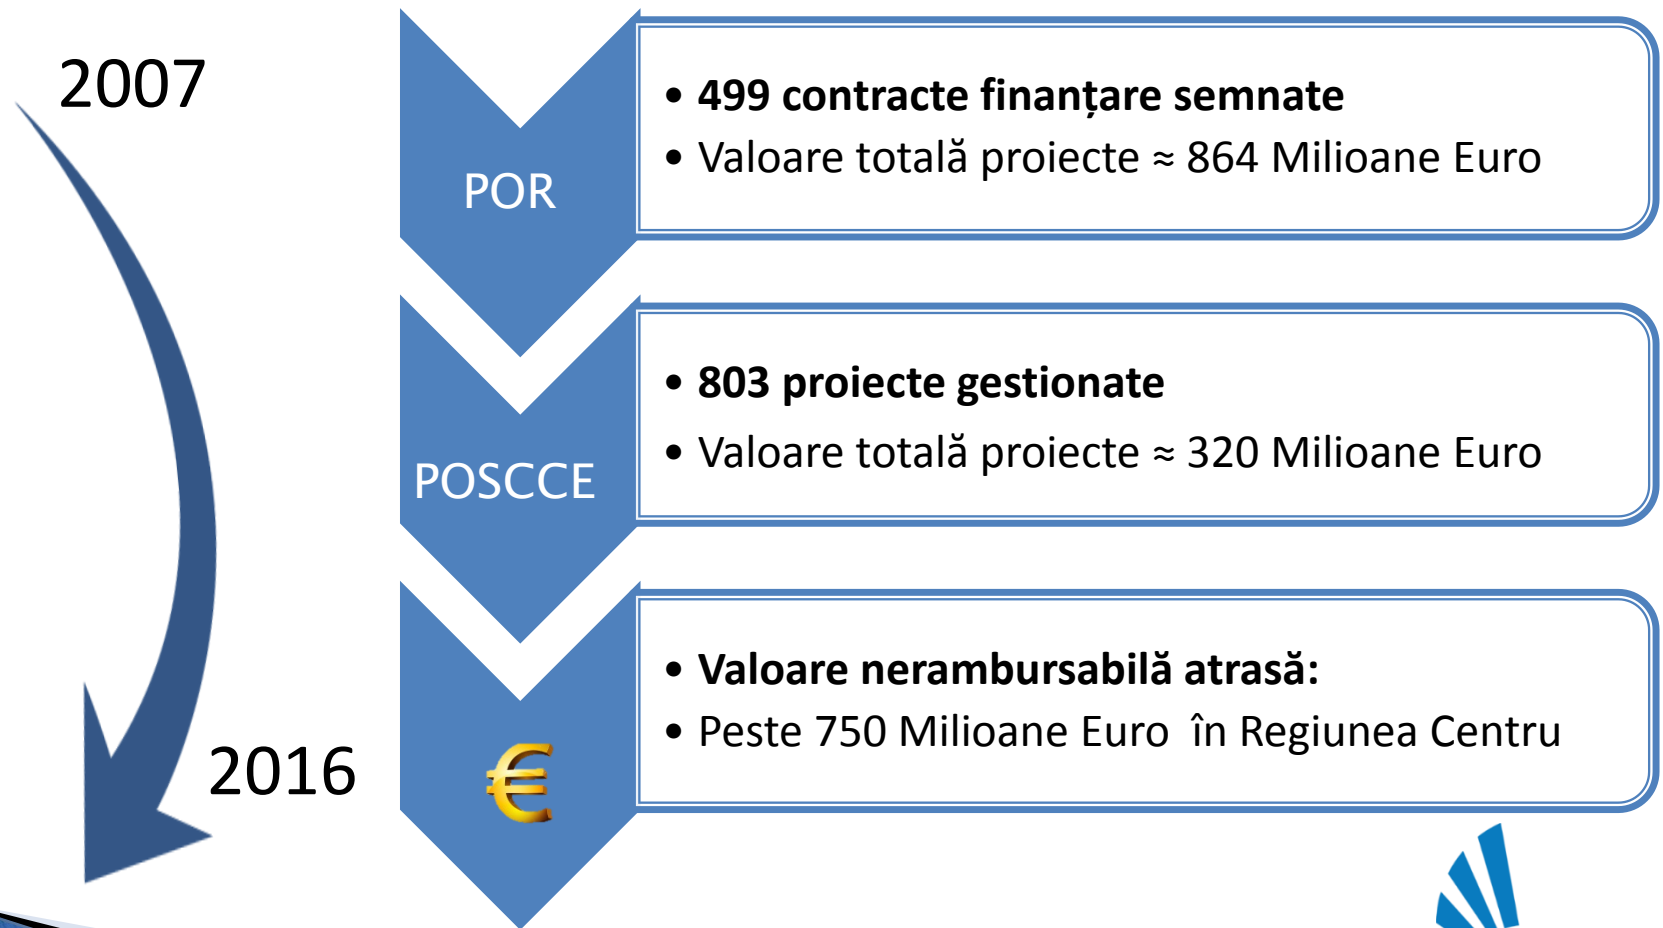 2007
POR
• 499 contracte finanțare semnate
• Valoare totală proiecte ≈ 864 Milioane Euro
POSCCE
• 803 proiecte gestionate
• Valoare totală proiecte ≈ 320 Milioane Euro
2016
€
• Valoare nerambursabilă atrasă:
• Peste 750 Milioane Euro în Regiunea Centru